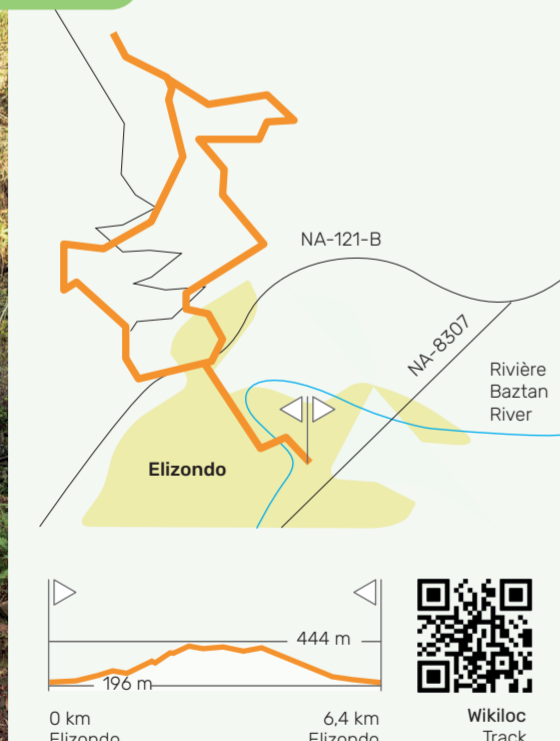 NA-121-B
NA-8307
Rivière
Baztan
River
Elizondo
444 m
196 m
0 km
Elizondo
6,4 km
Elizondo
Wikiloc
Track